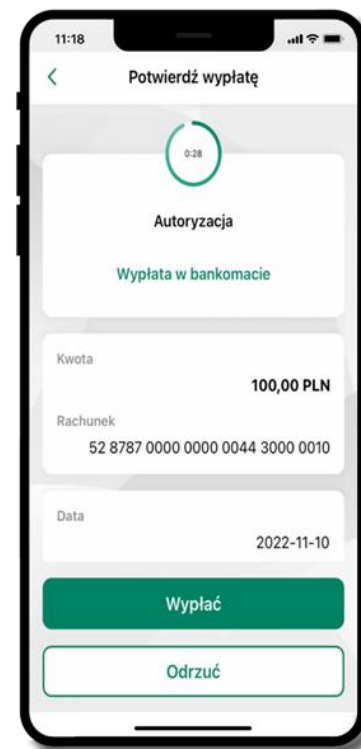 11:18
Potwierdź wypłatę
0:28
Autoryzacja
Wypłata w bankomacie
Kwota
100,00 PLN
Rachunek
52 8787 0000 0000 0044 3000 0010
Data
2022-11-10
Wypłać
Odrzuć